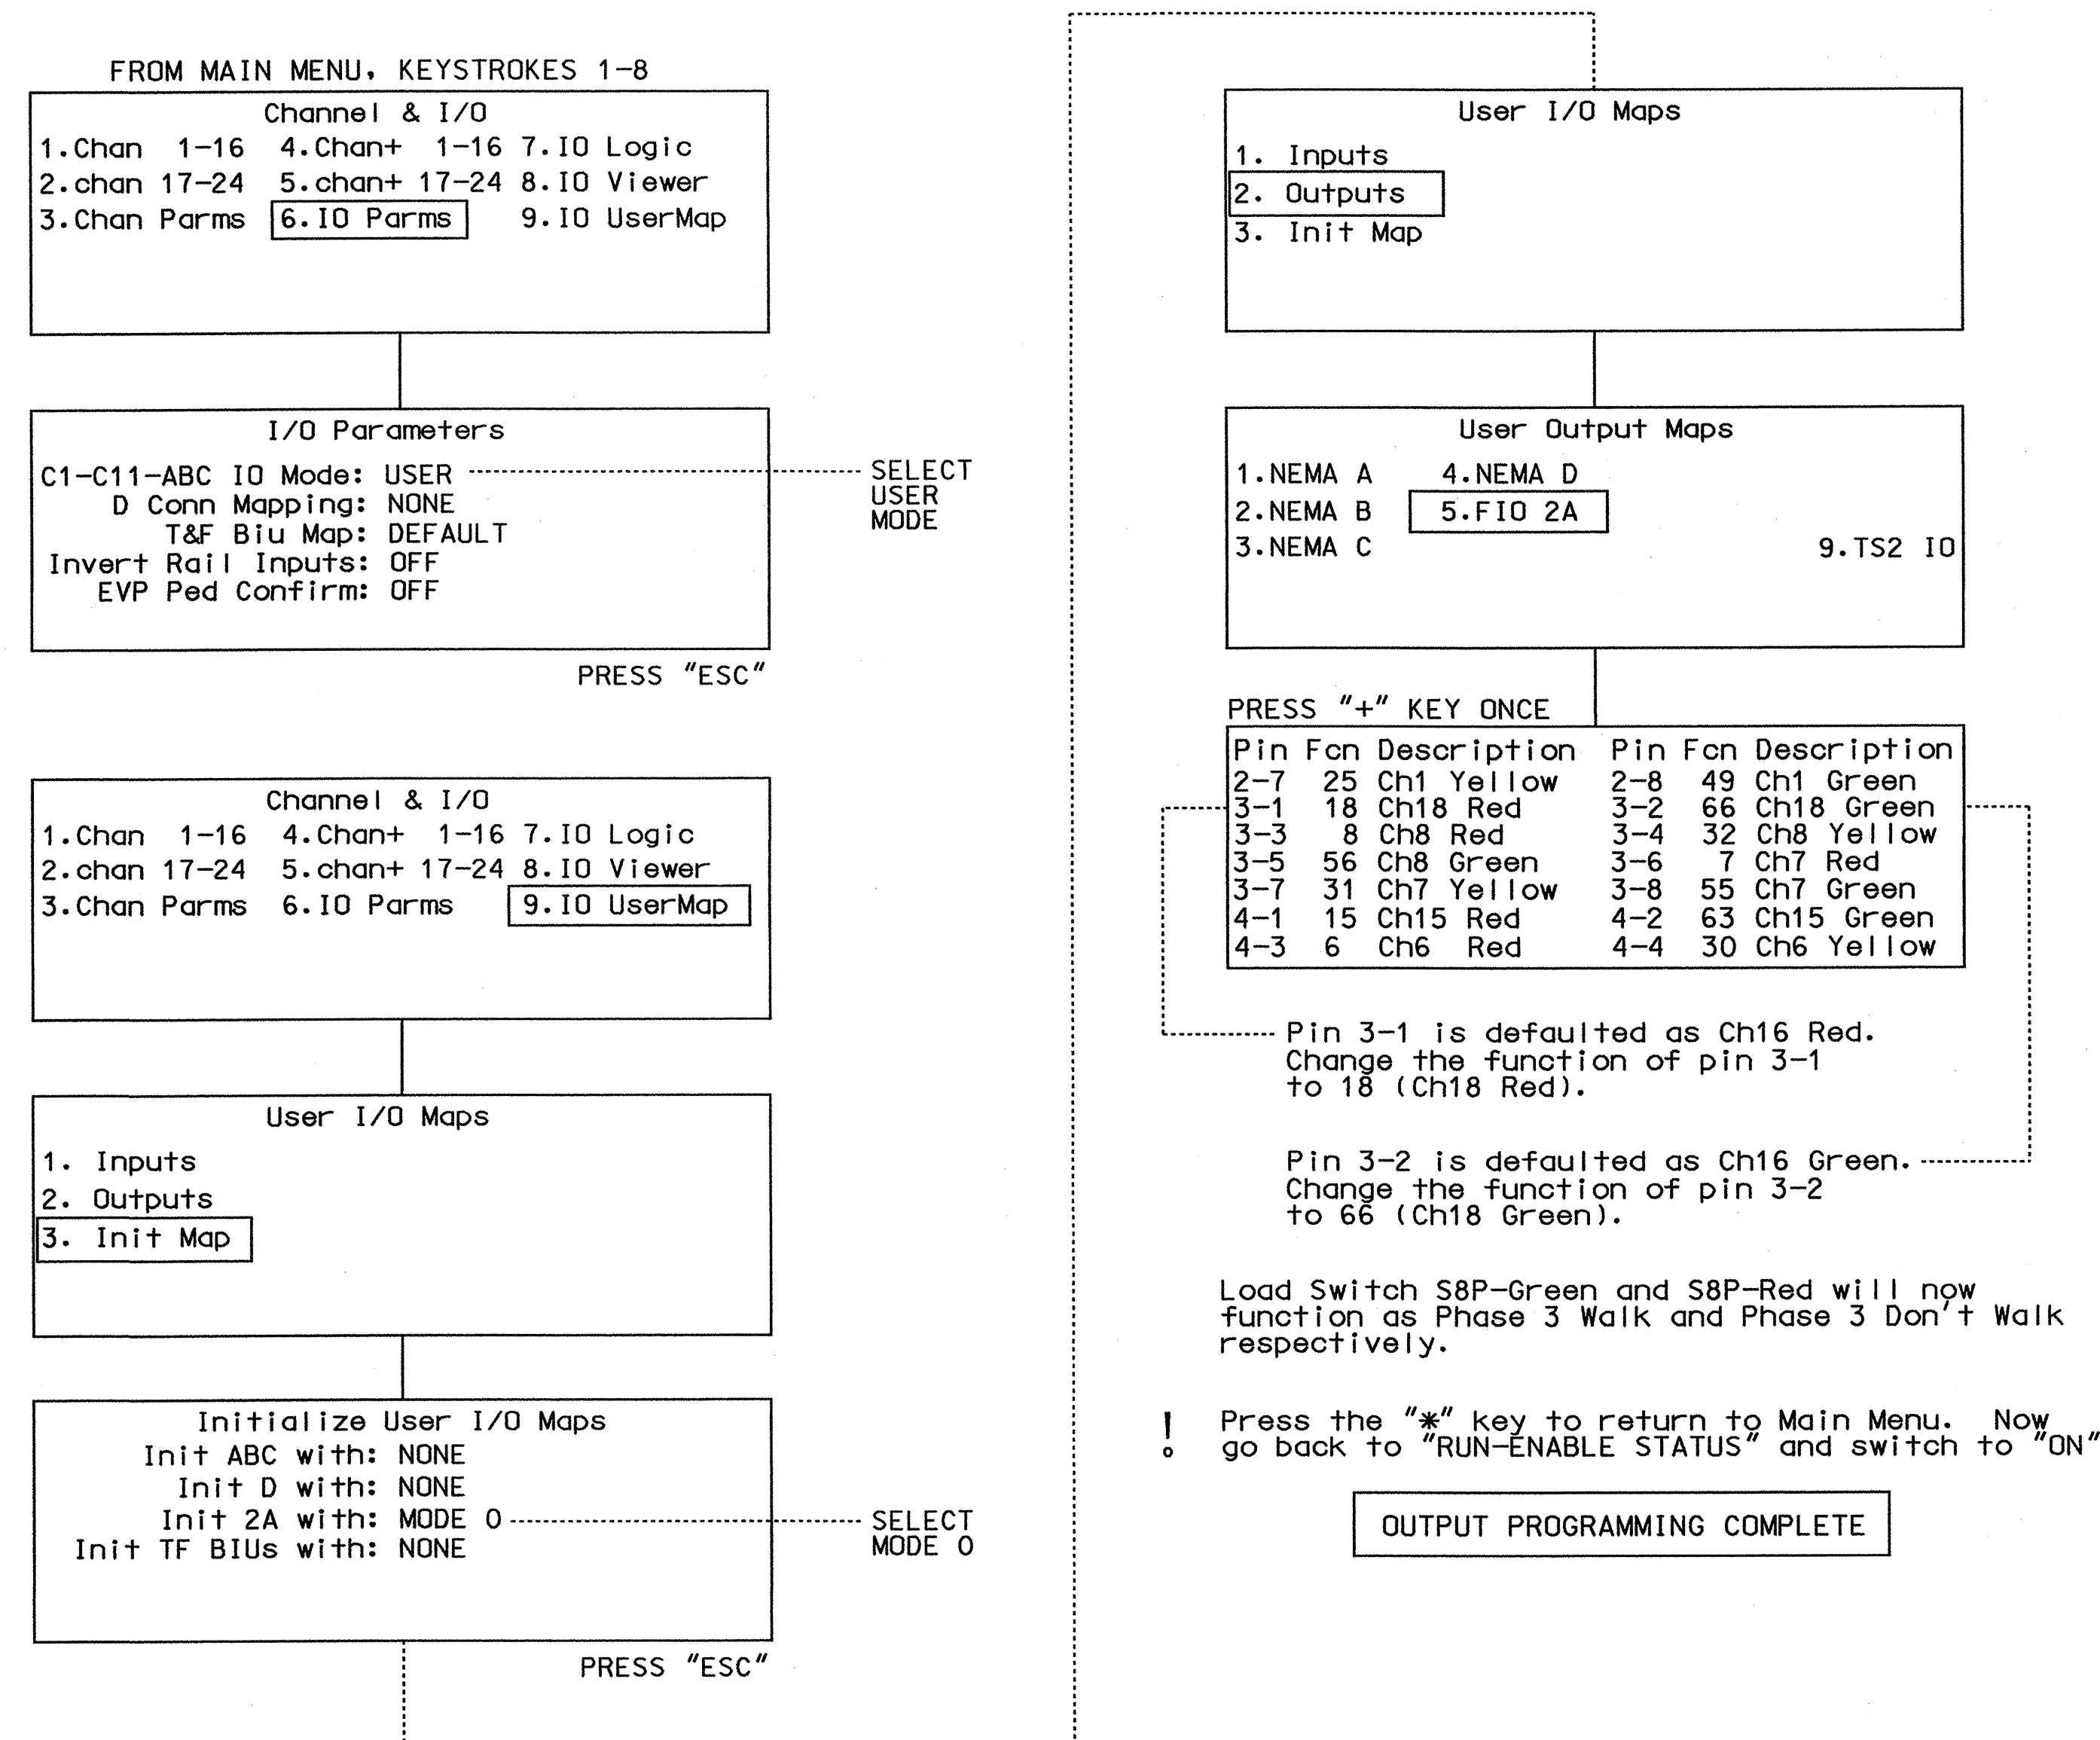 FROM MAIN MENU, KEYSTROKES 1-8
Channel & I/O
1.Chan 1-16 4.Chan+ 1-16 7.IO Logic
2.chan 17-24 5.chan+ 17-24 8.IO Viewer
3.Chan Parms 6.IO Parms 9.IO UserMap
I/O Parameters
C1-C11-ABC IO Mode: USER
D Conn Mapping: NONE
T&F Biu Map: DEFAULT
Invert Rail Inputs: OFF
EVP Ped Confirm: OFF
SELECT
USER
MODE
PRESS "ESC"
Channel & I/O
1.Chan 1-16 4.Chan+ 1-16 7.IO Logic
2.chan 17-24 5.chan+ 17-24 8.IO Viewer
3.Chan Parms 6.IO Parms 9.IO UserMap
User I/O Maps
1. Inputs
2. Outputs
3. Init Map
Initialize User I/O Maps
Init ABC with: NONE
Init D with: NONE
Init 2A with: MODE 0
Init TF BIUs with: NONE
SELECT
MODE 0
PRESS "ESC"
User I/O Maps
1. Inputs
2. Outputs
3. Init Map
User Output Maps
1.NEMA A 4.NEMA D
2.NEMA B 5.FIO 2A
3.NEMA C 9.TS2 IO
PRESS "+" KEY ONCE
Pin Fcn Description Pin Fcn Description
2-7 25 Ch1 Yellow 2-8 49 Ch1 Green
3-1 18 Ch18 Red 3-2 66 Ch18 Green
3-3 8 Ch8 Red 3-4 32 Ch8 Yellow
3-5 56 Ch8 Green 3-6 7 Ch7 Red
3-7 31 Ch7 Yellow 3-8 55 Ch7 Green
4-1 15 Ch15 Red 4-2 63 Ch15 Green
4-3 6 Ch6 Red 4-4 30 Ch6 Yellow
Pin 3-1 is defaulted as Ch16 Red.
Change the function of pin 3-1
to 18 (Ch18 Red).
Pin 3-2 is defaulted as Ch16 Green.
Change the function of pin 3-2
to 66 (Ch18 Green).
Load Switch S8P-Green and S8P-Red will now
function as Phase 3 Walk and Phase 3 Don't Walk
respectively.
! Press the "*" key to return to Main Menu. Now
go back to "RUN-ENABLE STATUS" and switch to "ON"
OUTPUT PROGRAMMING COMPLETE